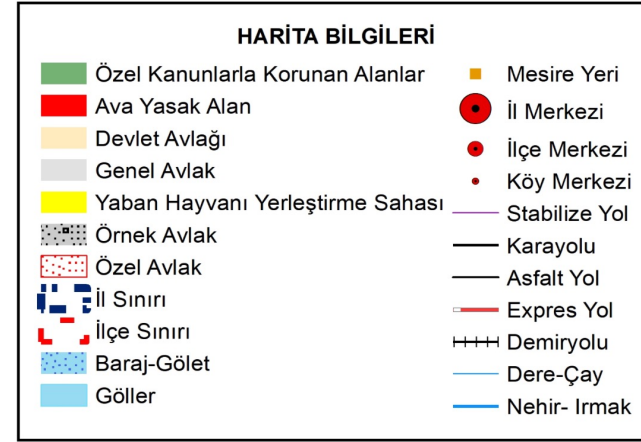 HARİTA BİLGİLERİ
Özel Kanunlarla Korunan Alanlar
Ava Yasak Alan
Devlet Avlağı
Genel Avlak
Yaban Hayvanı Yerleştirme Sahası
Örnek Avlak
Özel Avlak
İl Sınırı
İlçe Sınırı
Baraj-Gölet
Göller
Mesire Yeri
İl Merkezi
İlçe Merkezi
Köy Merkezi
Stabilize Yol
Karayolu
Asfalt Yol
Expres Yol
Demiryolu
Dere-Çay
Nehir- Irmak